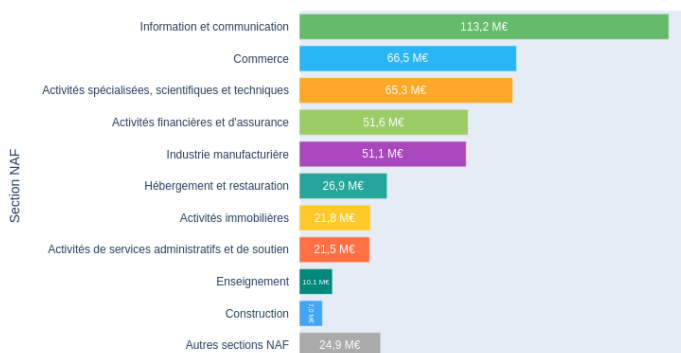 Section NAF
Information et communication 113,2 M€
Commerce 66,5 M€
Activités spécialisées, scientifiques et techniques 65,3 M€
Activités financières et d'assurance 51,6 M€
Industrie manufacturière 51,1 M€
Hébergement et restauration 26,9 M€
Activités immobilières 21,8 M€
Activités de services administratifs et de soutien 21,5 M€
Enseignement 10,1 M€
Construction 7,0 M€
Autres sections NAF 24,9 M€